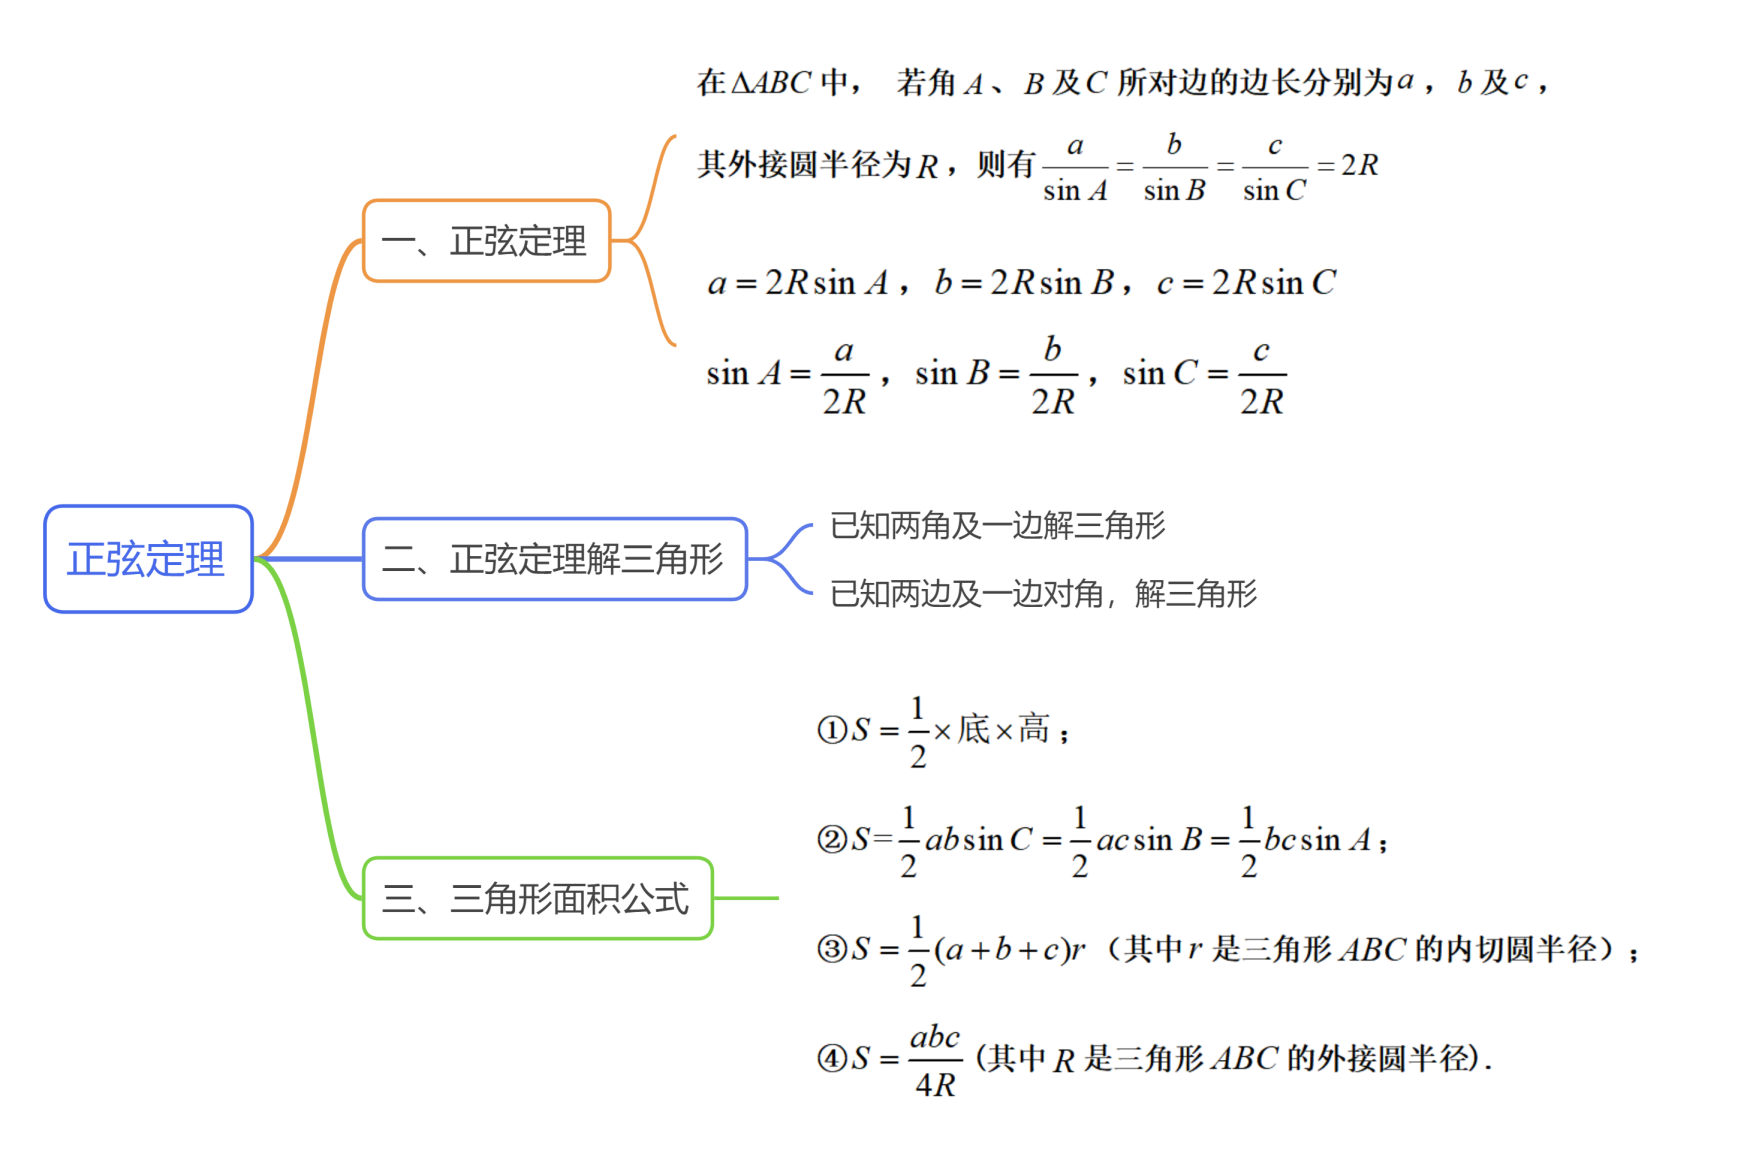 正弦定理
一、正弦定理
在ΔABC中， 若角A、B及C所对边的边长分别为a，b及c，
其外接圆半径为R，则有a/sin A = b/sin B = c/sin C = 2R
a = 2R sin A，b = 2R sin B，c = 2R sin C
sin A = a/2R，sin B = b/2R，sin C = c/2R
二、正弦定理解三角形
已知两角及一边解三角形
已知两边及一边对角，解三角形
三、三角形面积公式
①S = 1/2 × 底 × 高；
②S = 1/2 ab sin C = 1/2 ac sin B = 1/2 bc sin A；
③S = 1/2 (a + b + c)r（其中r是三角形ABC的内切圆半径）；
④S = abc/4R (其中R是三角形ABC的外接圆半径).